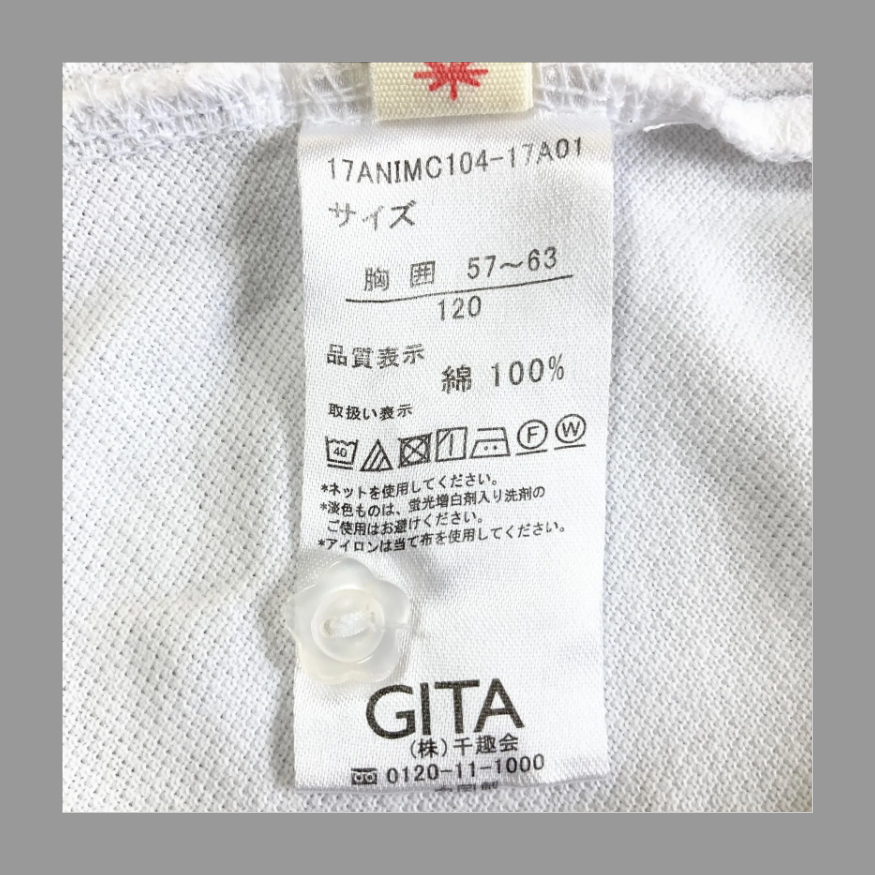 17ANIMC104-17A01
サイズ
胸 囲 57～63
120
品質表示
綿 100%
取扱い表示
40 F W
*ネットを使用してください。
*淡色ものは、蛍光増白剤入り洗剤の
ご使用はお避けください。
*アイロンは当て布を使用してください。
GITA
(株)千趣会
0120-11-1000